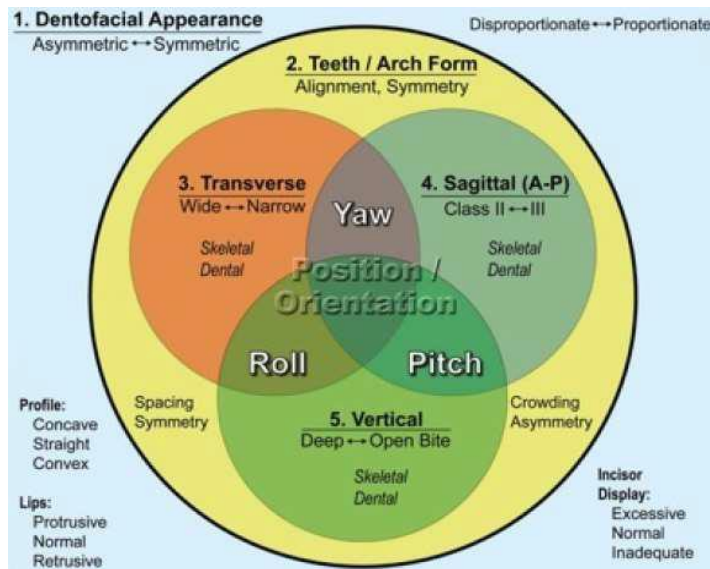 1. Dentofacial Appearance
Asymmetric ↔ Symmetric
Disproportionate ↔ Proportionate
2. Teeth / Arch Form
Alignment, Symmetry
3. Transverse
Wide ↔ Narrow
Skeletal
Dental
Yaw
4. Sagittal (A-P)
Class II ↔ III
Skeletal
Dental
Position /
Orientation
Roll
Pitch
Spacing
Symmetry
5. Vertical
Deep ↔ Open Bite
Skeletal
Dental
Crowding
Asymmetry
Profile:
Concave
Straight
Convex
Lips:
Protrusive
Normal
Retrusive
Incisor
Display:
Excessive
Normal
Inadequate